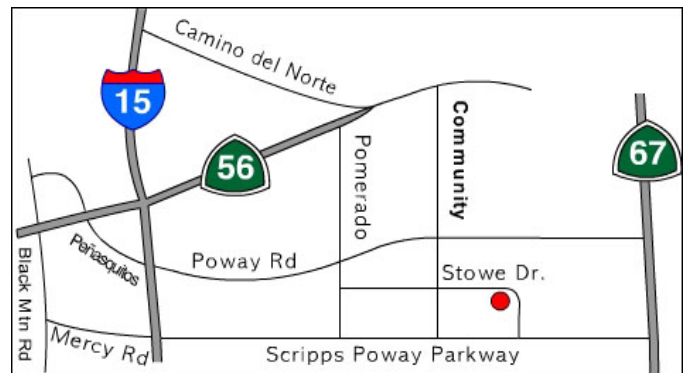 Camino del Norte
15
56
67
Pomerado
Community
Peñasquitos
Poway Rd
Stowe Dr.
Black Mtn Rd
Mercy Rd
Scripps Poway Parkway